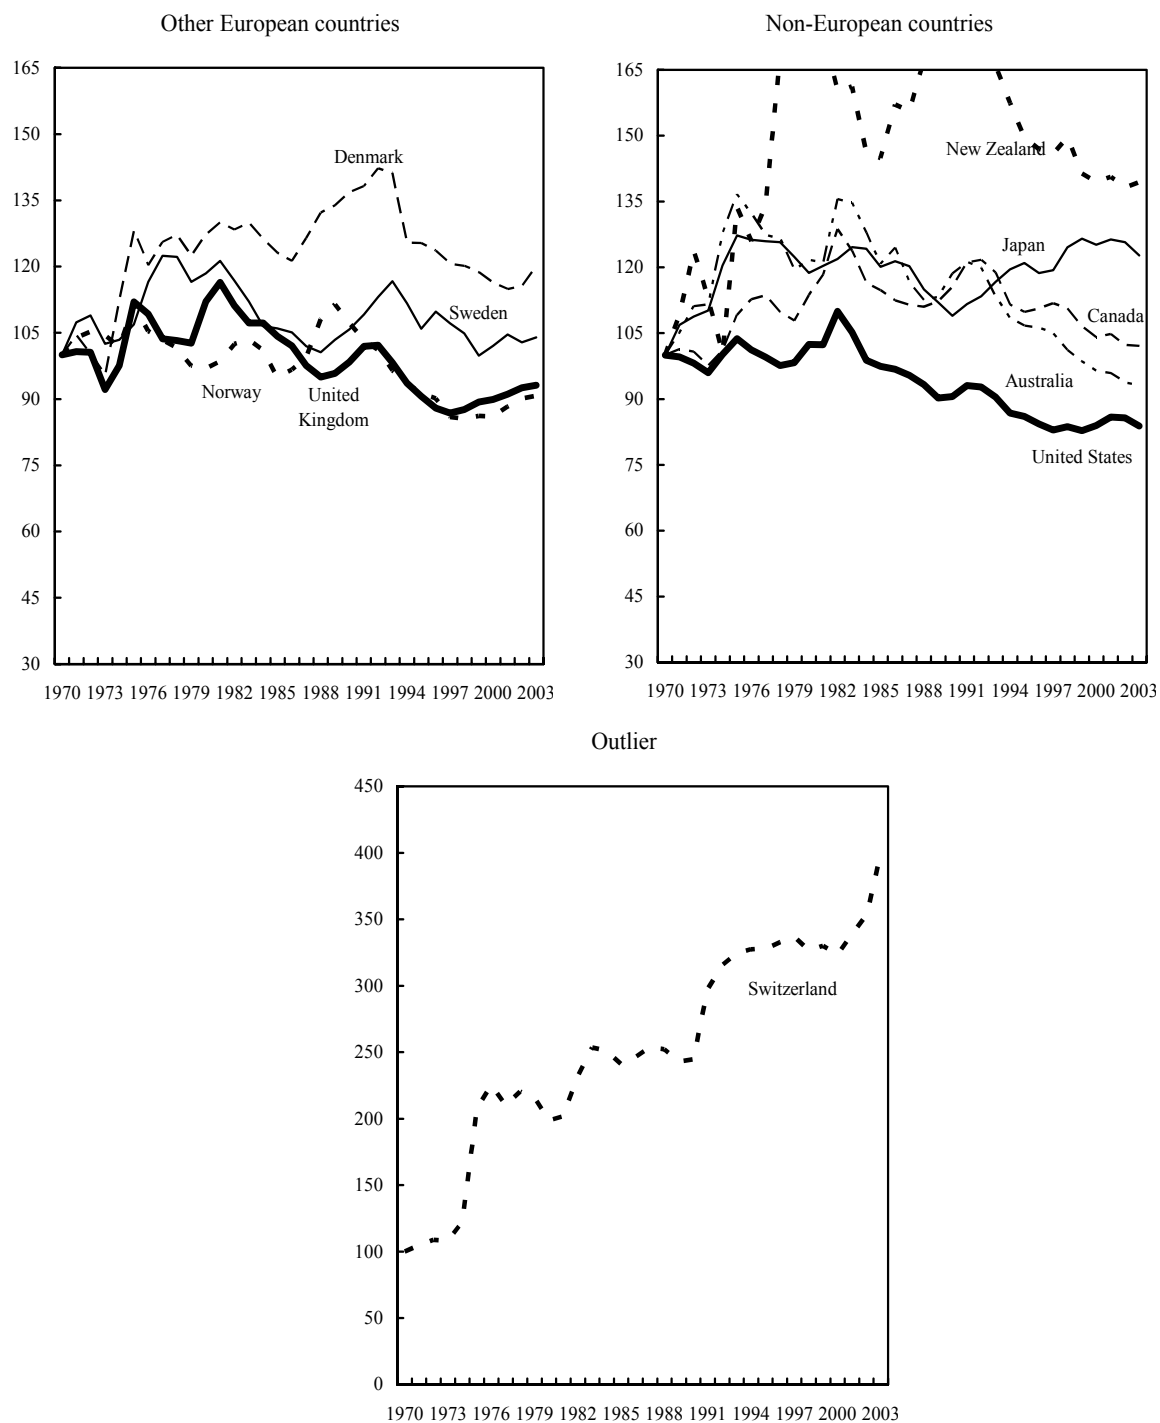 Other European countries
165
150
135
120
105
90
75
60
45
30
Denmark
Sweden
Norway
United
Kingdom
1970 1973 1976 1979 1982 1985 1988 1991 1994 1997 2000 2003
Non-European countries
165
150
135
120
105
90
75
60
45
30
New Zealand
Japan
Canada
Australia
United States
1970 1973 1976 1979 1982 1985 1988 1991 1994 1997 2000 2003
Outlier
450
400
350
300
250
200
150
100
50
0
Switzerland
1970 1973 1976 1979 1982 1985 1988 1991 1994 1997 2000 2003